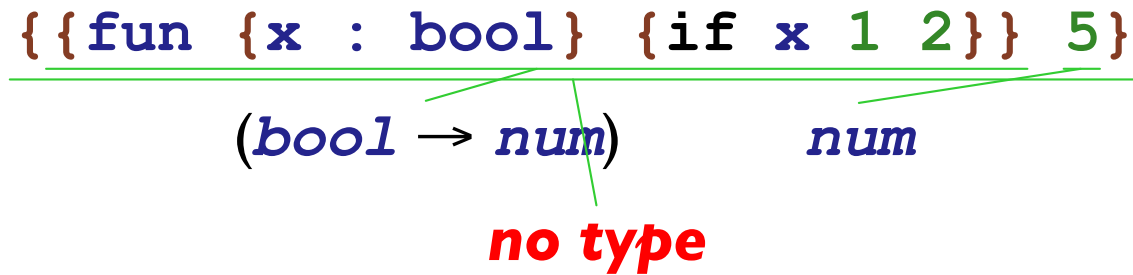 {{fun {x : bool} {if x 1 2}} 5}
(bool → num) num
no type